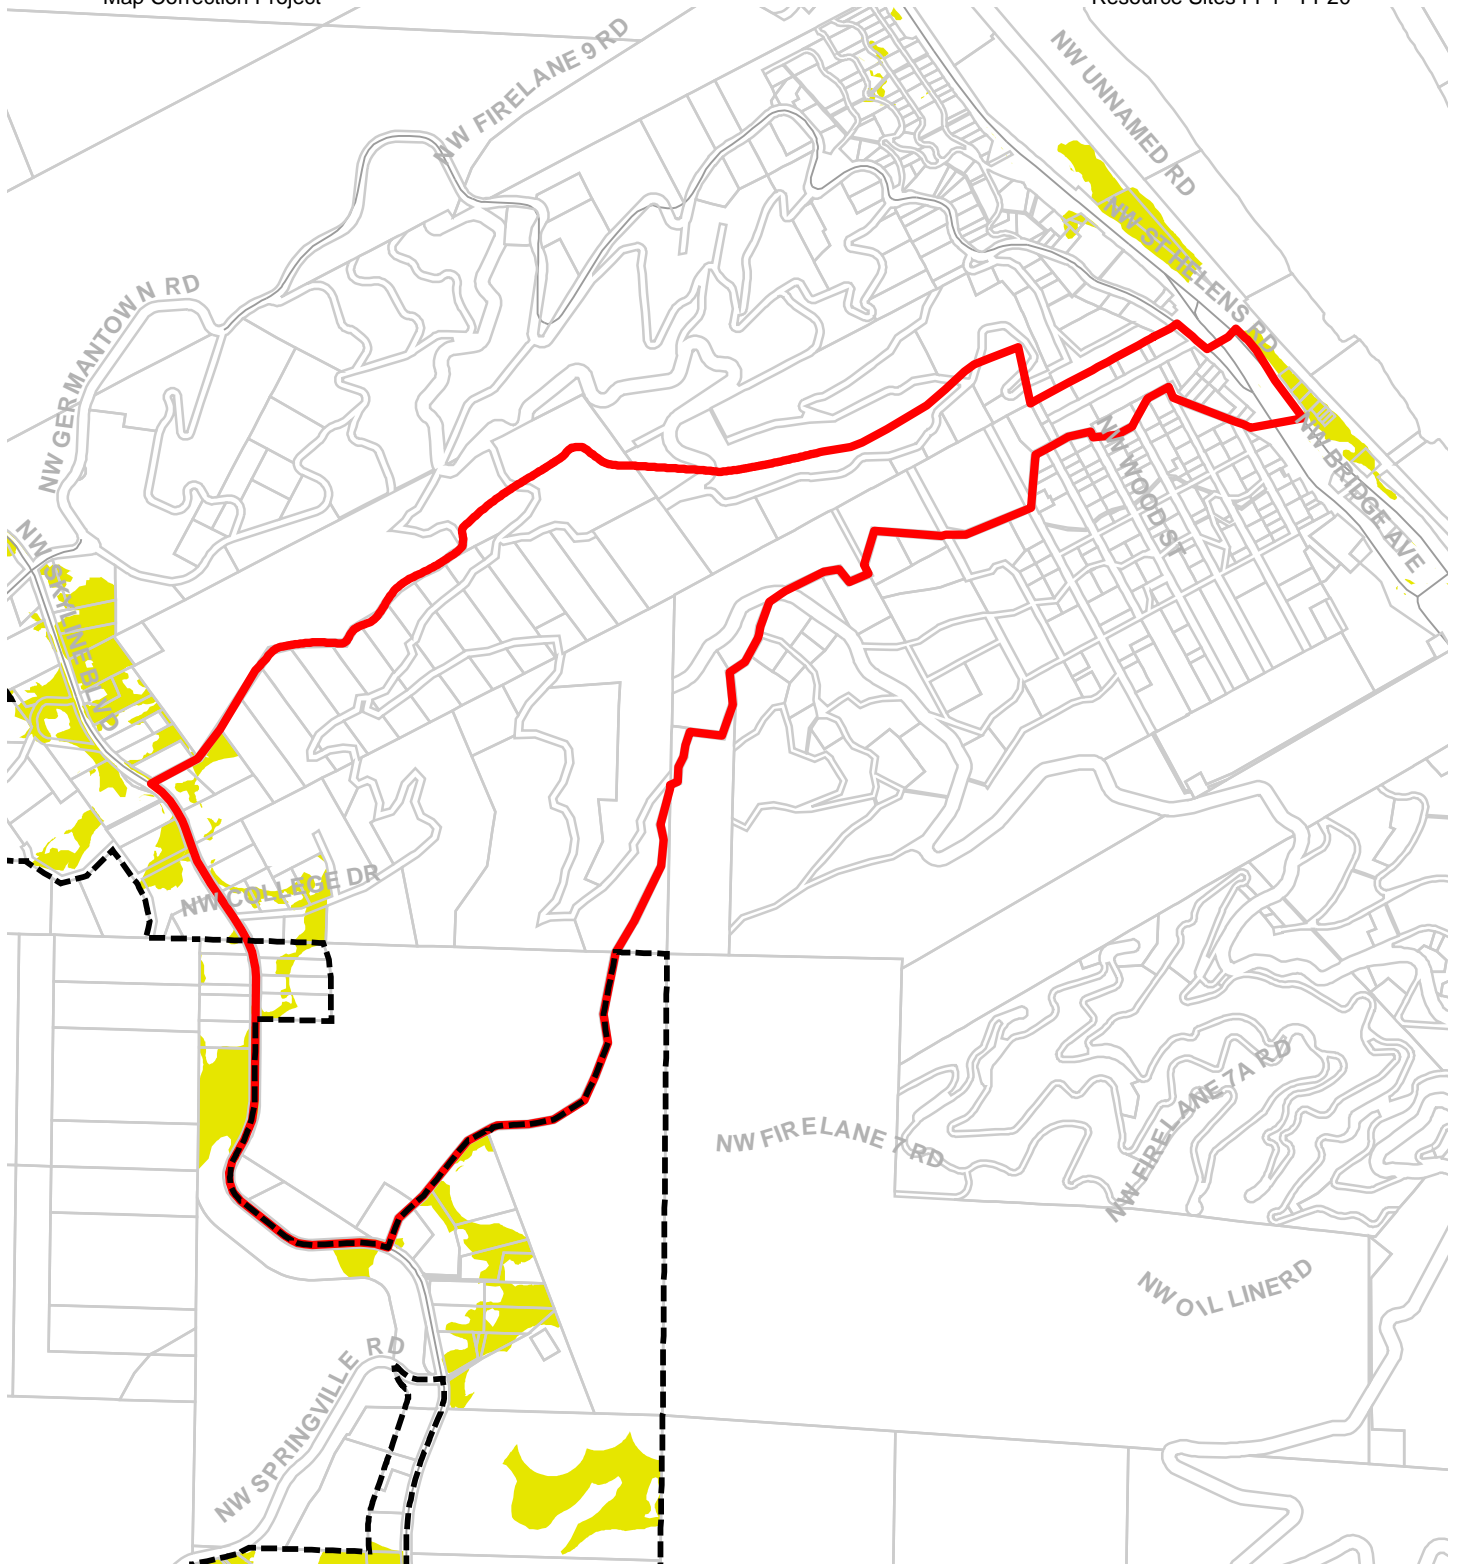 NW FIRELANE 9 RD
NW UNNAMED RD
NW ST HELENS RD
NW GERMANTOWN RD
NW SKYLINE BLVD
NW WOOD ST
NW BRIDGE AVE
NW COLLEGE DR
NW FIRELANE 7 RD
NW FIRELANE 7A RD
NW OIL LINE RD
NW SPRINGVILLE RD